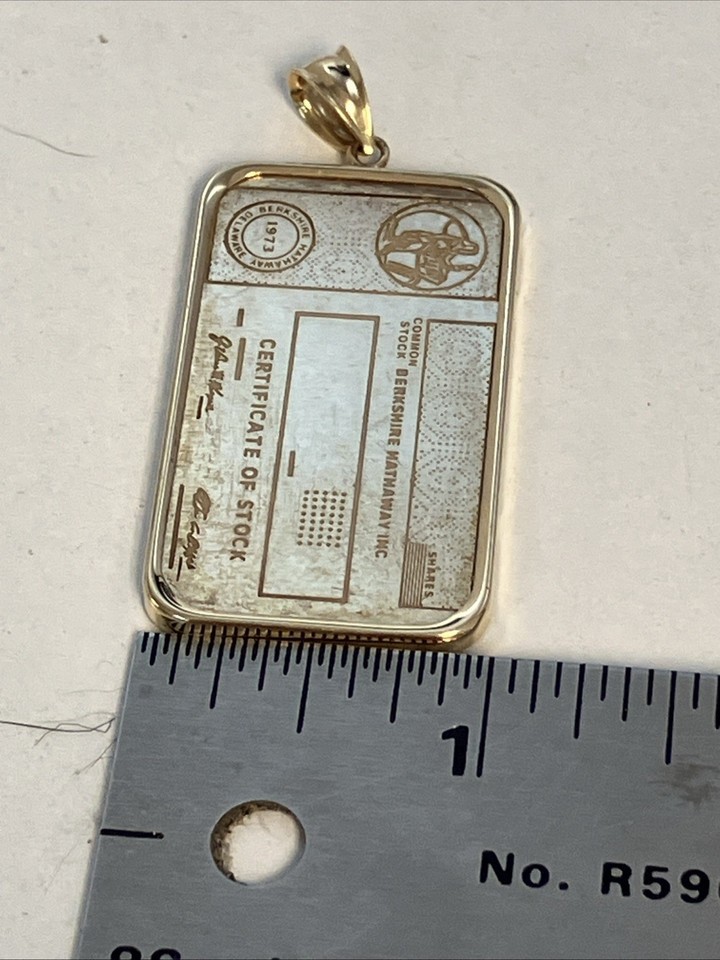 BERKSHIRE HATHAWAY
DELAWARE
1973
COMMON
STOCK
BERKSHIRE HATHAWAY INC
SHARES
CERTIFICATE OF STOCK
1
No. R59